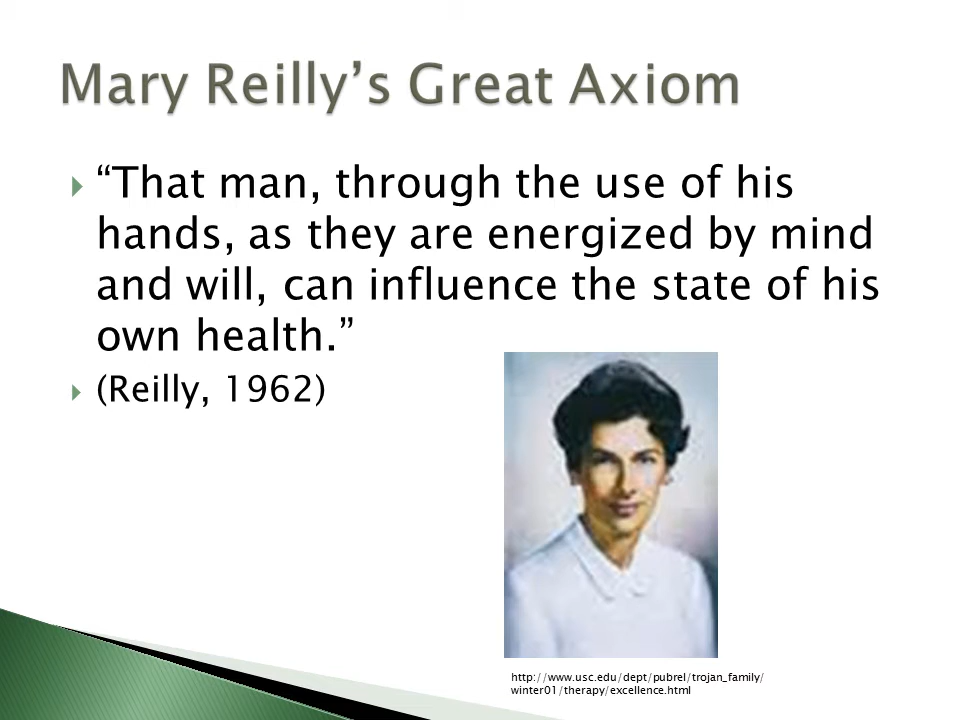 Mary Reilly’s Great Axiom
“That man, through the use of his
hands, as they are energized by mind
and will, can influence the state of his
own health.”
(Reilly, 1962)
http://www.usc.edu/dept/pubrel/trojan_family/
winter01/therapy/excellence.html